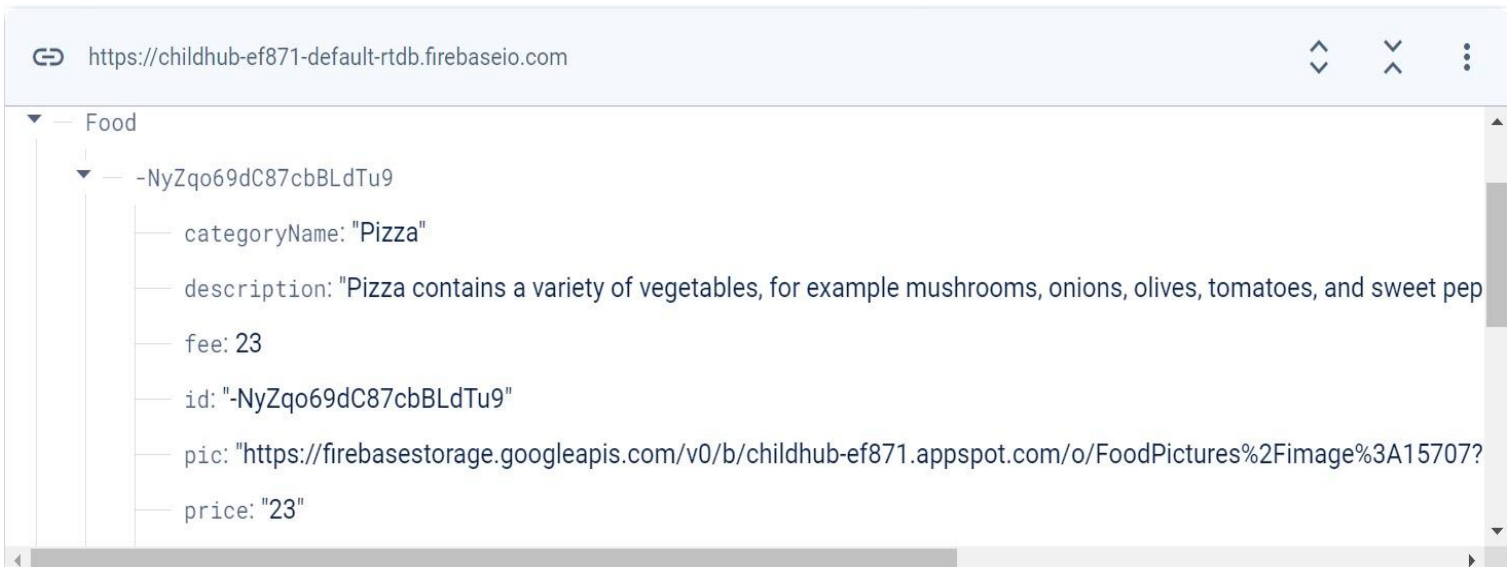 https://childhub-ef871-default-rtdb.firebaseio.com
Food
-NyZqo69dC87cbBLdTu9
categoryName: "Pizza"
description: "Pizza contains a variety of vegetables, for example mushrooms, onions, olives, tomatoes, and sweet pep
fee: 23
id: "-NyZqo69dC87cbBLdTu9"
pic: "https://firebasestorage.googleapis.com/v0/b/childhub-ef871.appspot.com/o/FoodPictures%2Fimage%3A15707?
price: "23"